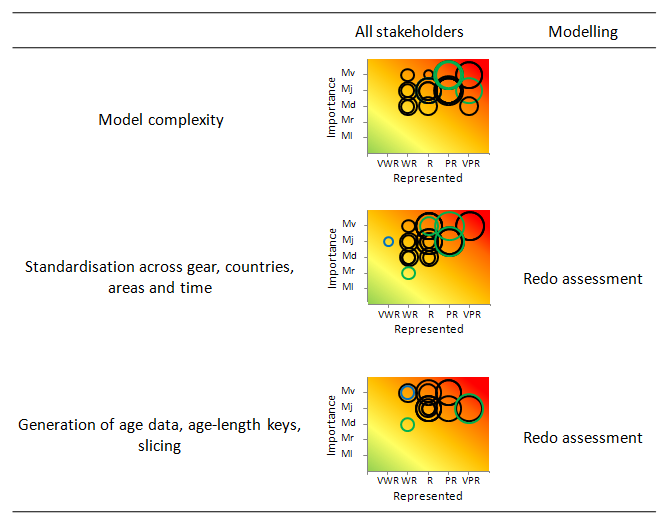 All stakeholders Modelling
Importance
Mv
Mj
Md
Mr
Ml
Model complexity
VWR WR R PR VPR
Represented
Importance
Mv
Mj
Md
Mr
Ml
Standardisation across gear, countries,
areas and time
Redo assessment
VWR WR R PR VPR
Represented
Importance
Mv
Mj
Md
Mr
Ml
Generation of age data, age-length keys,
slicing
Redo assessment
VWR WR R PR VPR
Represented